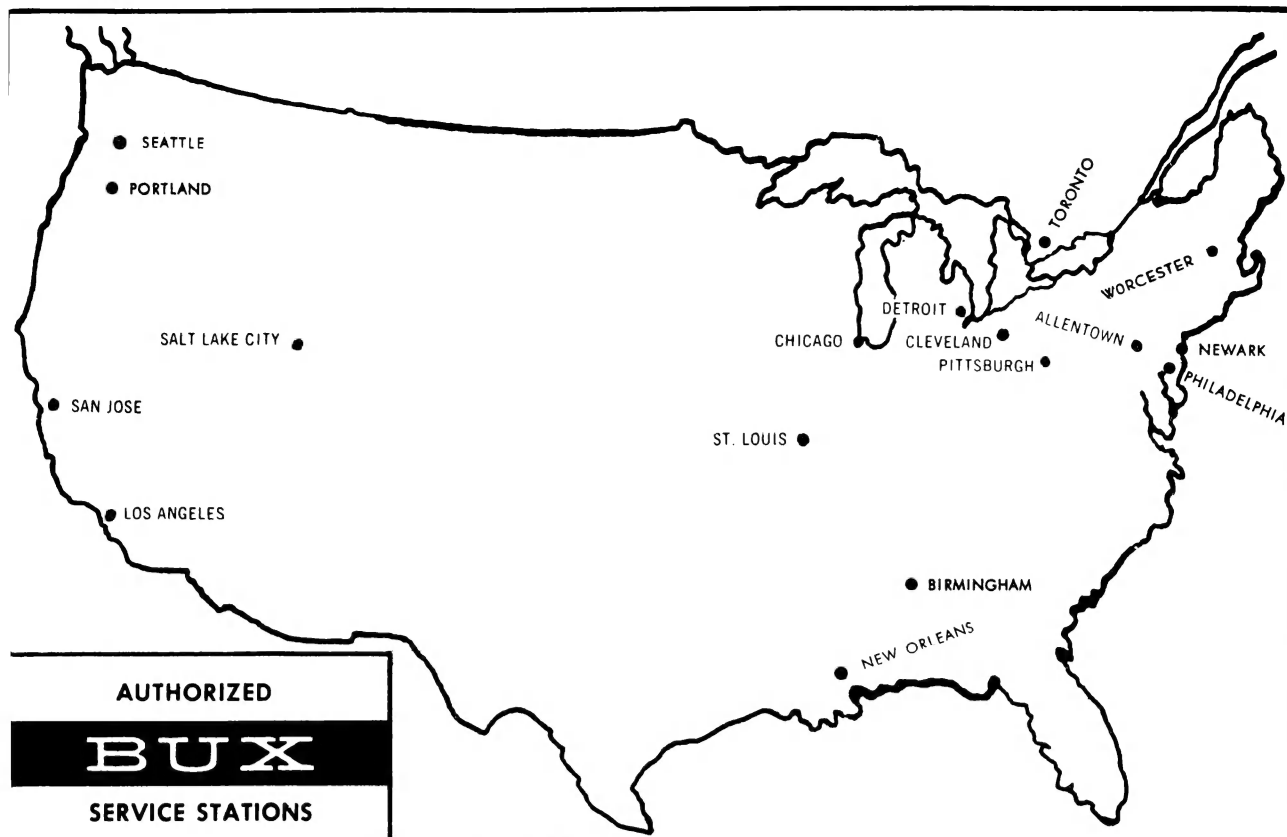 SEATTLE
PORTLAND
TORONTO
WORCESTER
DETROIT
SALT LAKE CITY
CHICAGO
CLEVELAND
ALLENTOWN
NEWARK
PITTSBURGH
PHILADELPHIA
SAN JOSE
ST. LOUIS
LOS ANGELES
BIRMINGHAM
NEW ORLEANS
AUTHORIZED
BUX
SERVICE STATIONS